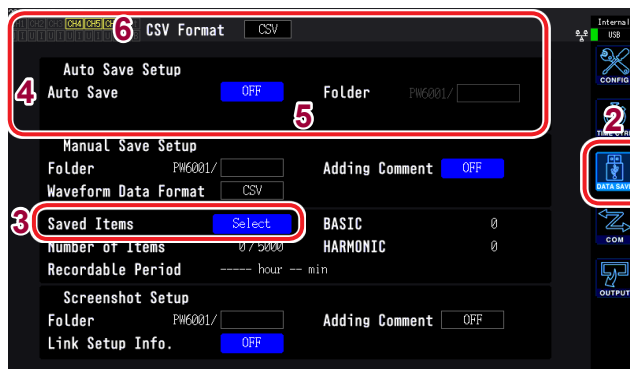 CH4 CH5
6
CSV Format CSV
Internal
USB
Auto Save Setup
4
Auto Save OFF Folder PW6001/
5
CONFIG
2
Manual Save Setup
Folder PW6001/ Adding Comment OFF
Waveform Data Format CSV
DATA SAVE
3
Saved Items Select BASIC 0
Number of Items 0/5000 HARMONIC 0
Recordable Period ----- hour -- min
COM
Screenshot Setup
Folder PW6001/ Adding Comment OFF
Link Setup Info. OFF
OUTPUT